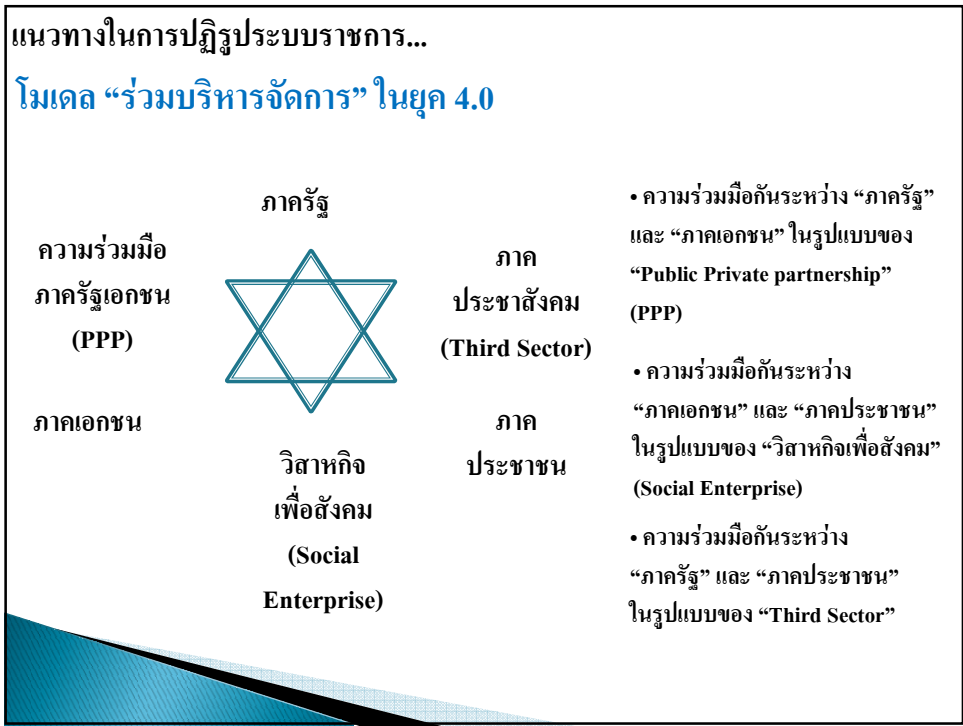 แนวทางในการปฏิรูประบบราชการ...
โมเดล “ร่วมบริหารจัดการ” ในยุค 4.0
ภาครัฐ
ความร่วมมือ
ภาครัฐเอกชน
(PPP)
ภาค
ประชาสังคม
(Third Sector)
ภาคเอกชน
ภาค
ประชาชน
วิสาหกิจ
เพื่อสังคม
(Social
Enterprise)
• ความร่วมมือกันระหว่าง “ภาครัฐ”
และ “ภาคเอกชน” ในรูปแบบของ
“Public Private partnership”
(PPP)
• ความร่วมมือกันระหว่าง
“ภาคเอกชน” และ “ภาคประชาชน”
ในรูปแบบของ “วิสาหกิจเพื่อสังคม”
(Social Enterprise)
• ความร่วมมือกันระหว่าง
“ภาครัฐ” และ “ภาคประชาชน”
ในรูปแบบของ “Third Sector”